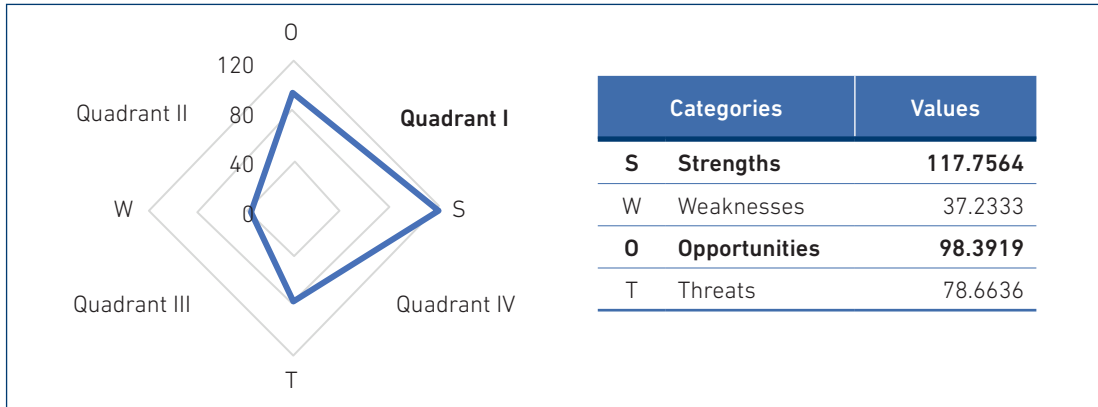 O
120
Quadrant II
80
Quadrant I
40
W
0
S
Quadrant III
Quadrant IV
T
Categories Values
S Strengths 117.7564
W Weaknesses 37.2333
O Opportunities 98.3919
T Threats 78.6636